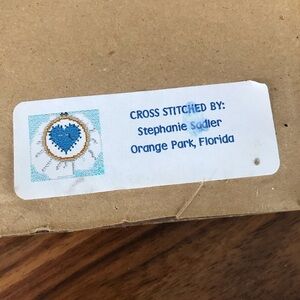 CROSS STITCHED BY:
Stephanie Sadler
Orange Park, Florida